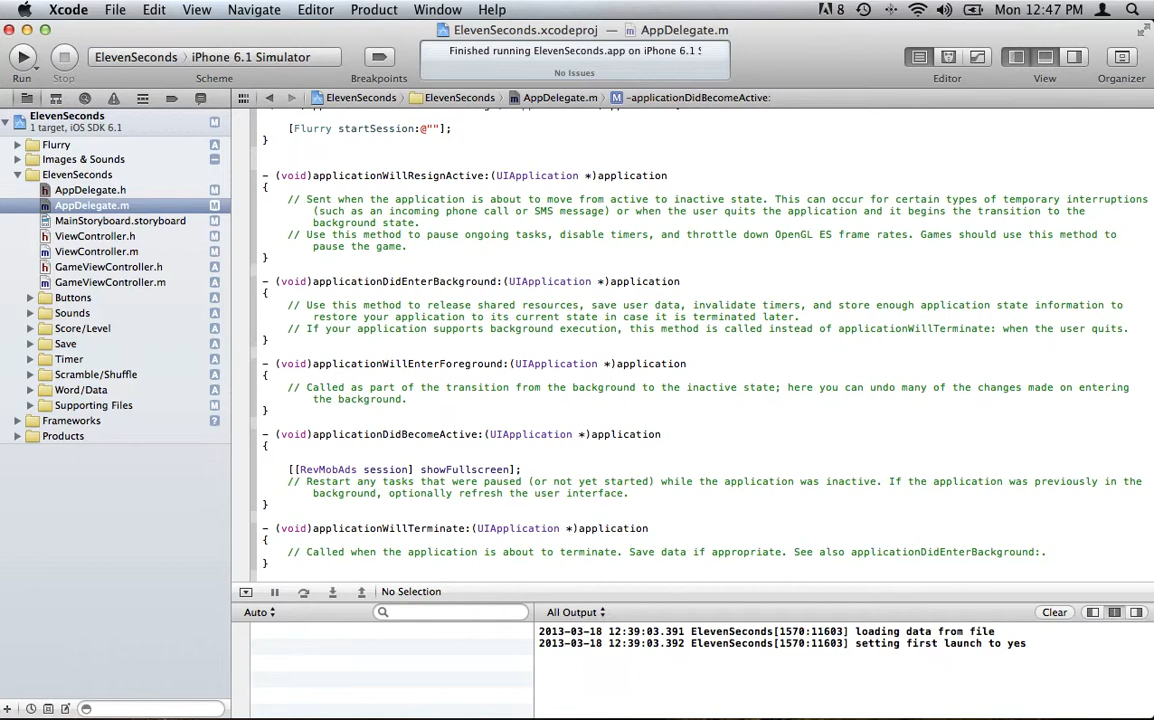 Xcode File Edit View Navigate Editor Product Window Help 8 Mon 12:47 PM
ElevenSeconds.xcodeproj — AppDelegate.m
ElevenSeconds iPhone 6.1 Simulator
Finished running ElevenSeconds.app on iPhone 6.1 S
No Issues
Run Stop Scheme Breakpoints Editor View Organizer
ElevenSeconds ElevenSeconds AppDelegate.m M -applicationDidBecomeActive:
ElevenSeconds M
1 target, iOS SDK 6.1
Flurry A
Images & Sounds
ElevenSeconds
AppDelegate.h M
AppDelegate.m M
MainStoryboard.storyboard M
ViewController.h M
ViewController.m M
GameViewController.h A
GameViewController.m A
Buttons A
Sounds A
Score/Level A
Save A
Timer A
Scramble/Shuffle A
Word/Data A
Supporting Files M
Frameworks ?
Products
[Flurry startSession:@""];
}
- (void)applicationWillResignActive:(UIApplication *)application
{
// Sent when the application is about to move from active to inactive state. This can occur for certain types of temporary interruptions
(such as an incoming phone call or SMS message) or when the user quits the application and it begins the transition to the
background state.
// Use this method to pause ongoing tasks, disable timers, and throttle down OpenGL ES frame rates. Games should use this method to
pause the game.
}
- (void)applicationDidEnterBackground:(UIApplication *)application
{
// Use this method to release shared resources, save user data, invalidate timers, and store enough application state information to
restore your application to its current state in case it is terminated later.
// If your application supports background execution, this method is called instead of applicationWillTerminate: when the user quits.
}
- (void)applicationWillEnterForeground:(UIApplication *)application
{
// Called as part of the transition from the background to the inactive state; here you can undo many of the changes made on entering
the background.
}
- (void)applicationDidBecomeActive:(UIApplication *)application
{
[[RevMobAds session] showFullscreen];
// Restart any tasks that were paused (or not yet started) while the application was inactive. If the application was previously in the
background, optionally refresh the user interface.
}
- (void)applicationWillTerminate:(UIApplication *)application
{
// Called when the application is about to terminate. Save data if appropriate. See also applicationDidEnterBackground:.
}
No Selection
Auto All Output Clear
2013-03-18 12:39:03.391 ElevenSeconds[1570:11603] loading data from file
2013-03-18 12:39:03.392 ElevenSeconds[1570:11603] setting first launch to yes